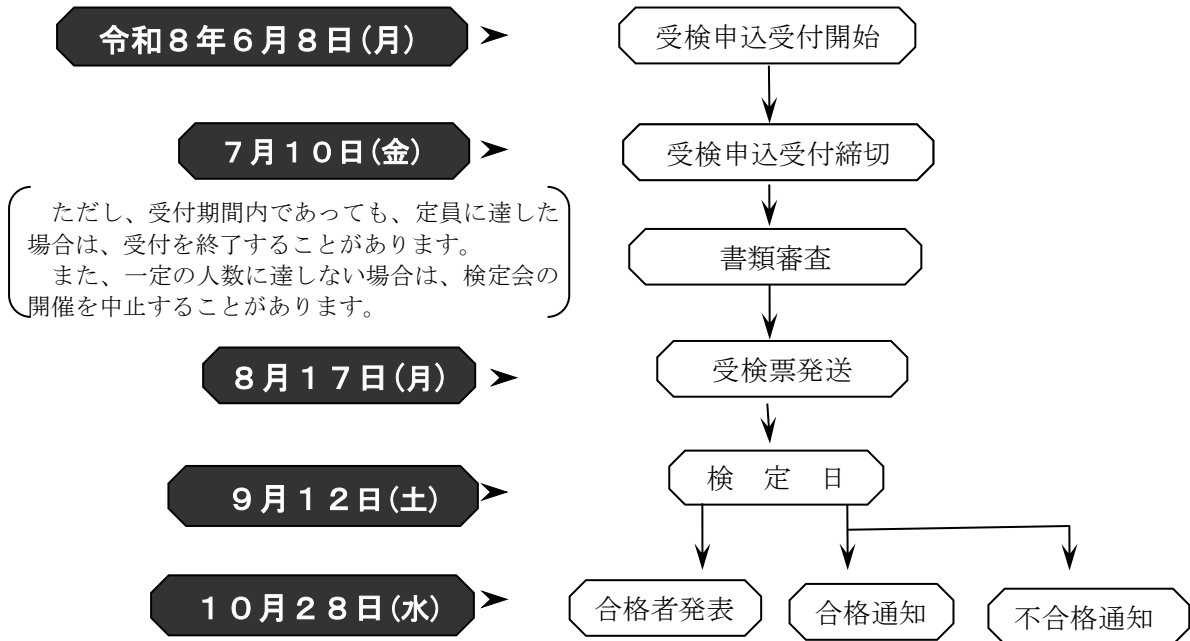 令和８年６月８日(月)
受検申込受付開始
７月１０日(金)
受検申込受付締切
ただし、受付期間内であっても、定員に達した
場合は、受付を終了することがあります。
また、一定の人数に達しない場合は、検定会の
開催を中止することがあります。
書類審査
８月１７日(月)
受検票発送
９月１２日(土)
検　定　日
１０月２８日(水)
合格者発表
合格通知
不合格通知